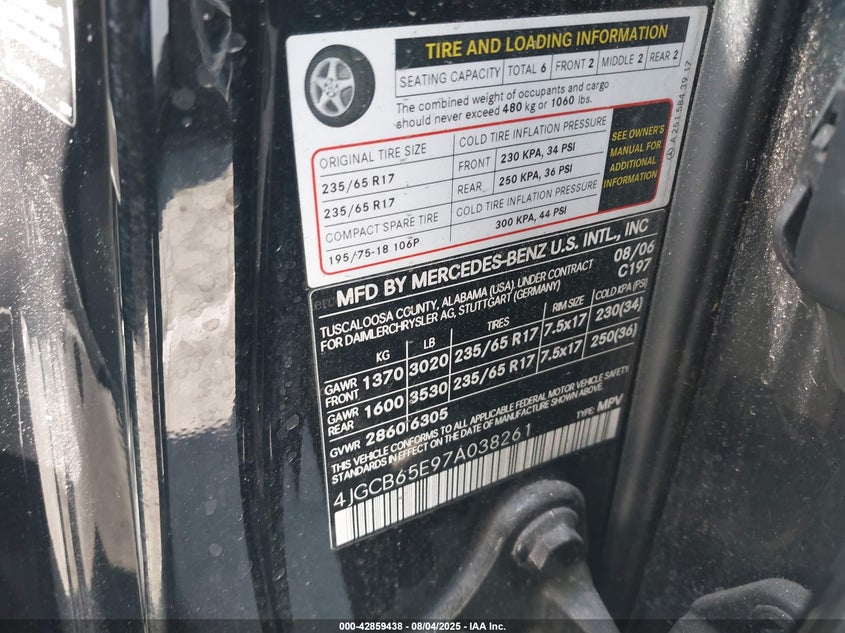 TIRE AND LOADING INFORMATION
SEATING CAPACITY TOTAL 6 FRONT 2 MIDDLE 2 REAR 2
The combined weight of occupants and cargo
should never exceed 480 kg or 1060 lbs.
ORIGINAL TIRE SIZE COLD TIRE INFLATION PRESSURE
235/65 R17 FRONT 230 KPA, 34 PSI
235/65 R17 REAR 250 KPA, 36 PSI
COMPACT SPARE TIRE COLD TIRE INFLATION PRESSURE
195/75-18 106P 300 KPA, 44 PSI
SEE OWNER'S
MANUAL FOR
ADDITIONAL
INFORMATION
A 251 584 39 17
MFD BY MERCEDES-BENZ U.S. INTL., INC
TUSCALOOSA COUNTY, ALABAMA (USA). UNDER CONTRACT 08/06
FOR DAIMLERCHRYSLER AG, STUTTGART (GERMANY) C197
KG LB TIRES RIM SIZE COLD KPA (PSI)
GAWR FRONT 1370 3020 235/65 R17 7.5x17 230(34)
GAWR REAR 1600 3530 235/65 R17 7.5x17 250(36)
GVWR 2860 6305
THIS VEHICLE CONFORMS TO ALL APPLICABLE FEDERAL MOTOR VEHICLE SAFETY
STANDARDS IN EFFECT ON THE DATE OF MANUFACTURE SHOWN ABOVE.
4JGCB65E97A038261 TYPE: MPV
000-42859438 - 08/04/2025 - IAA Inc.